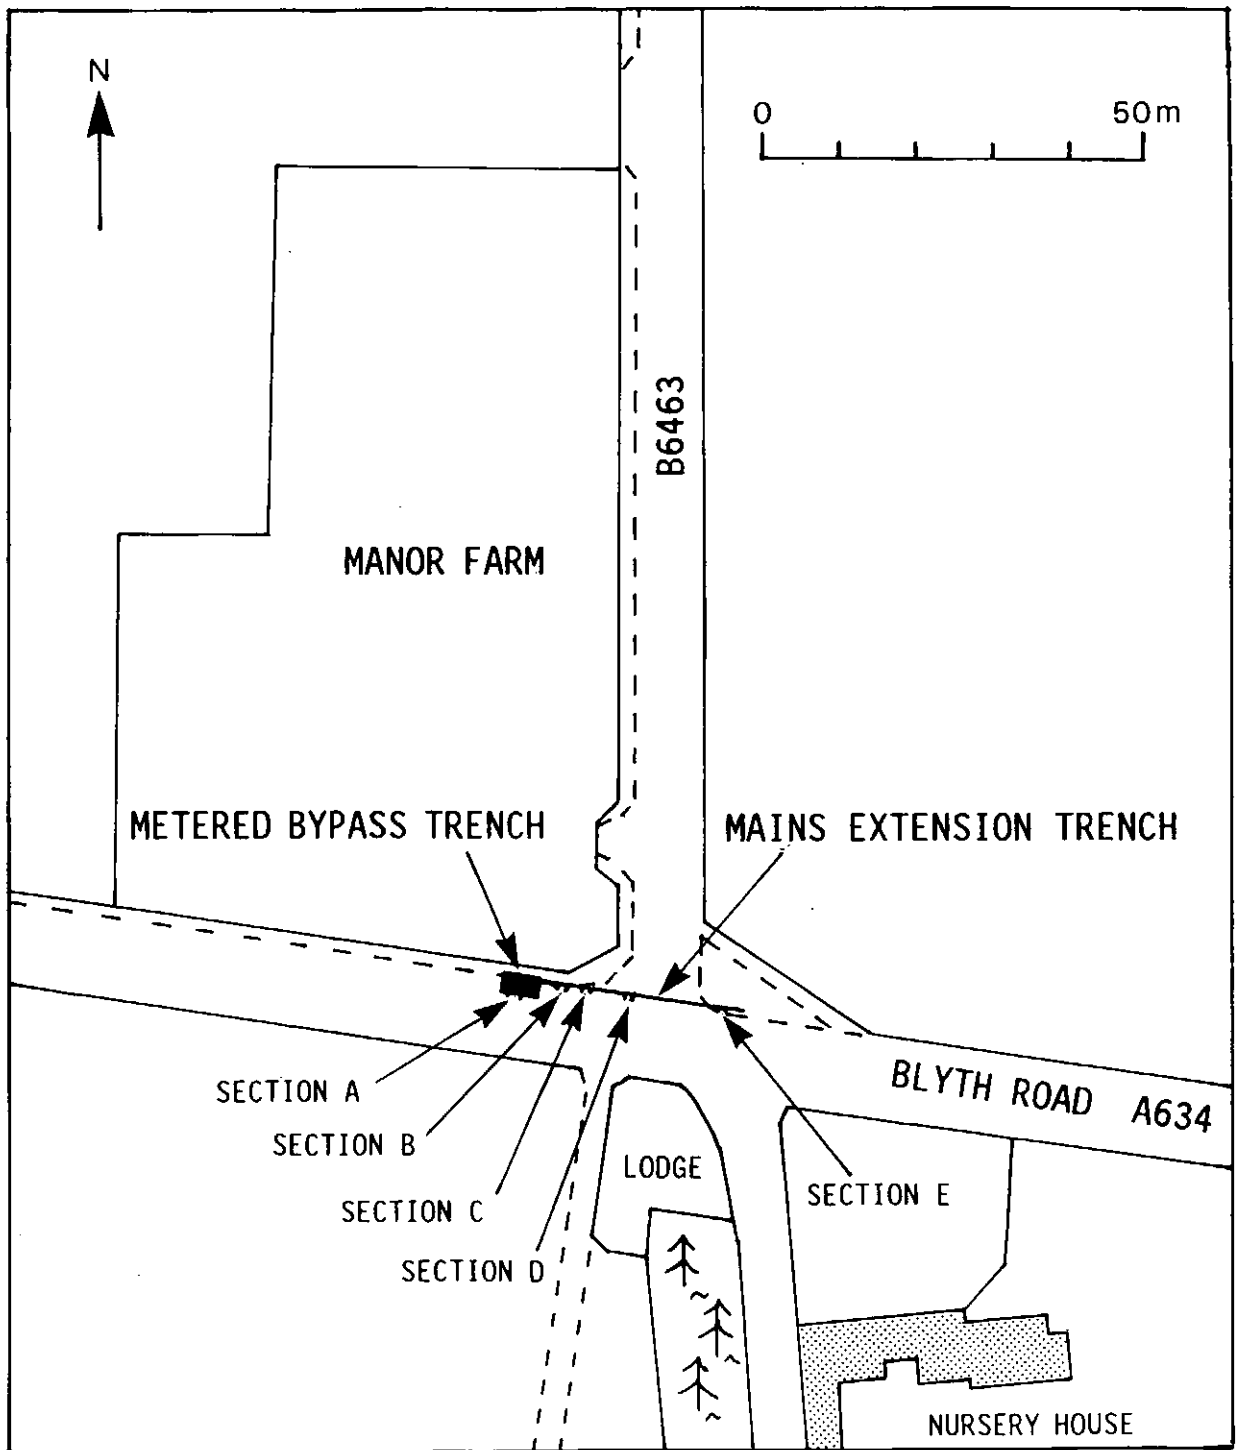 N
0 50m
B6463
MANOR FARM
METERED BYPASS TRENCH
MAINS EXTENSION TRENCH
BLYTH ROAD A634
SECTION A
SECTION B
SECTION C
SECTION D
LODGE
SECTION E
NURSERY HOUSE